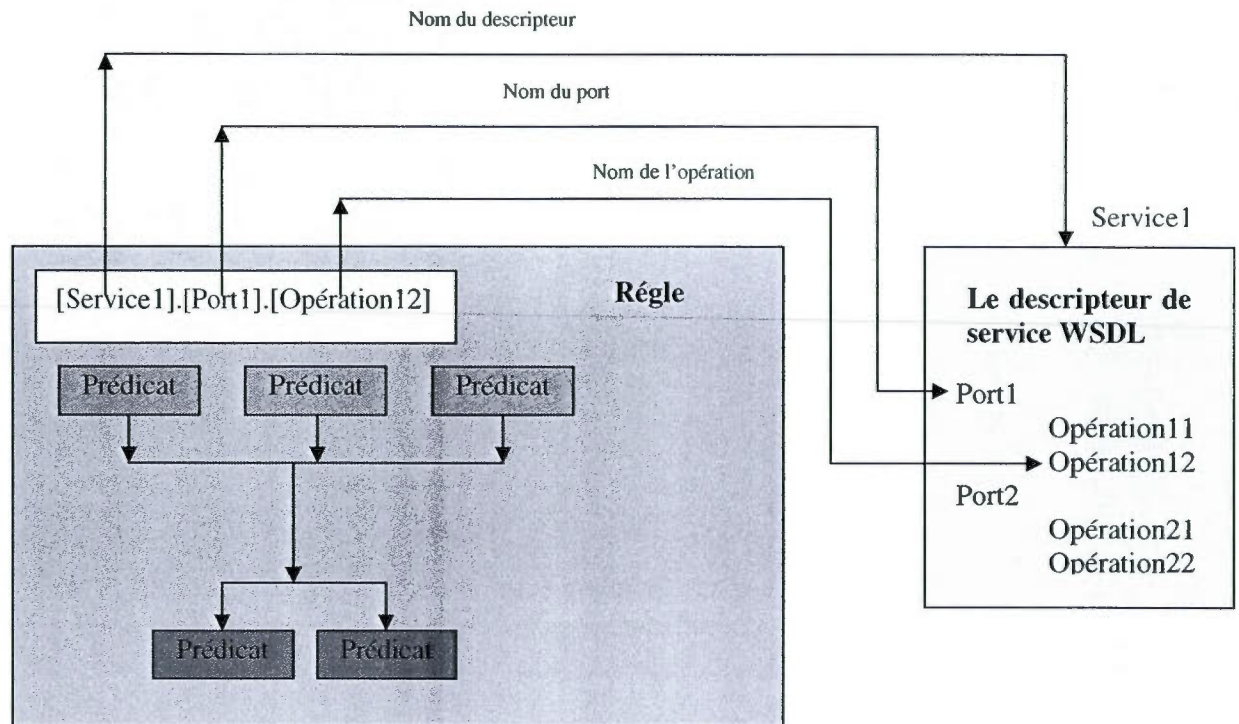 Nom du descripteur
Nom du port
Nom de l'opération
Service1
[Service1].[Port1].[Opération12]
Régle
Le descripteur de
service WSDL
Prédicat
Prédicat
Prédicat
Port1
Opération11
Opération12
Port2
Opération21
Opération22
Prédicat
Prédicat